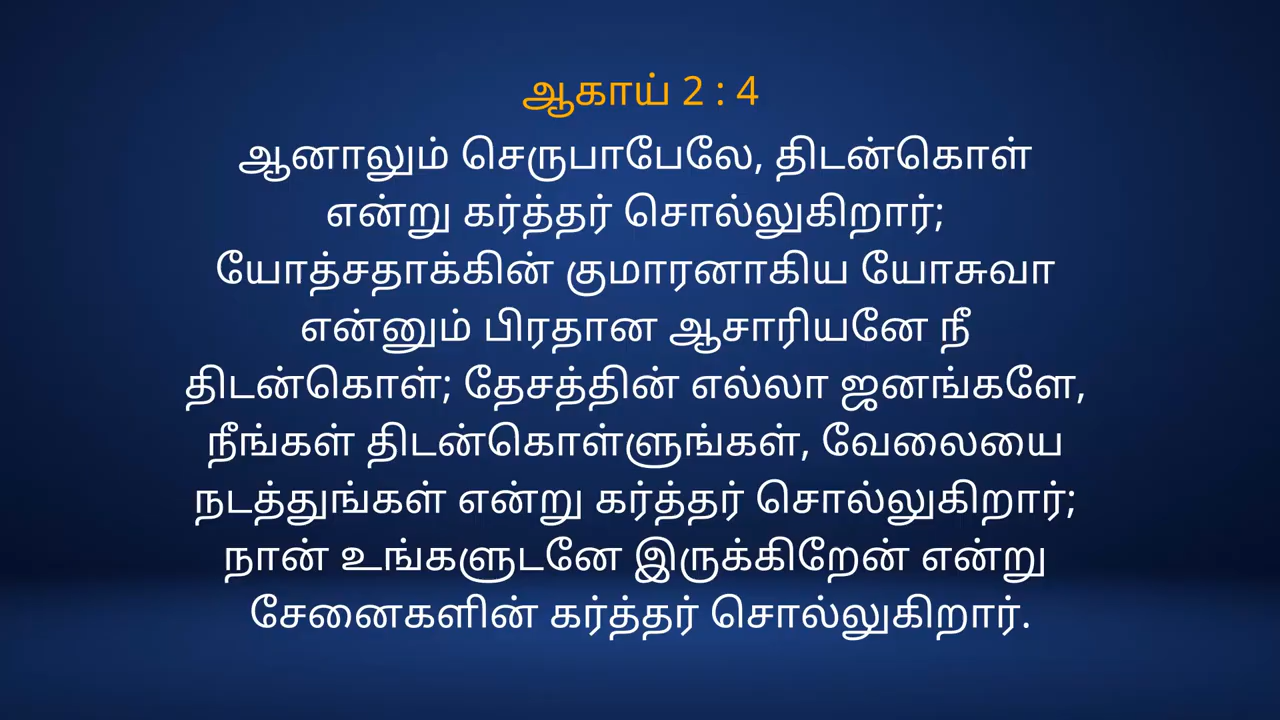 ஆகாய் 2 : 4
ஆனாலும் செருபாபேலே, திடன்கொள்
என்று கர்த்தர் சொல்லுகிறார்;
யோத்சதாக்கின் குமாரனாகிய யோசுவா
என்னும் பிரதான ஆசாரியனே நீ
திடன்கொள்; தேசத்தின் எல்லா ஜனங்களே,
நீங்கள் திடன்கொள்ளுங்கள், வேலையை
நடத்துங்கள் என்று கர்த்தர் சொல்லுகிறார்;
நான் உங்களுடனே இருக்கிறேன் என்று
சேனைகளின் கர்த்தர் சொல்லுகிறார்.